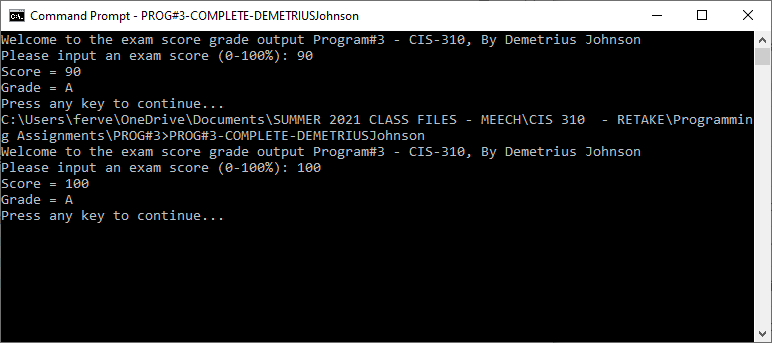 Command Prompt - PROG#3-COMPLETE-DEMETRIUSJohnson
Welcome to the exam score grade output Program#3 - CIS-310, By Demetrius Johnson
Please input an exam score (0-100%): 90
Score = 90
Grade = A
Press any key to continue...
C:\Users\ferve\OneDrive\Documents\SUMMER 2021 CLASS FILES - MEECH\CIS 310  - RETAKE\Programmin
g Assignments\PROG#3>PROG#3-COMPLETE-DEMETRIUSJohnson
Welcome to the exam score grade output Program#3 - CIS-310, By Demetrius Johnson
Please input an exam score (0-100%): 100
Score = 100
Grade = A
Press any key to continue...